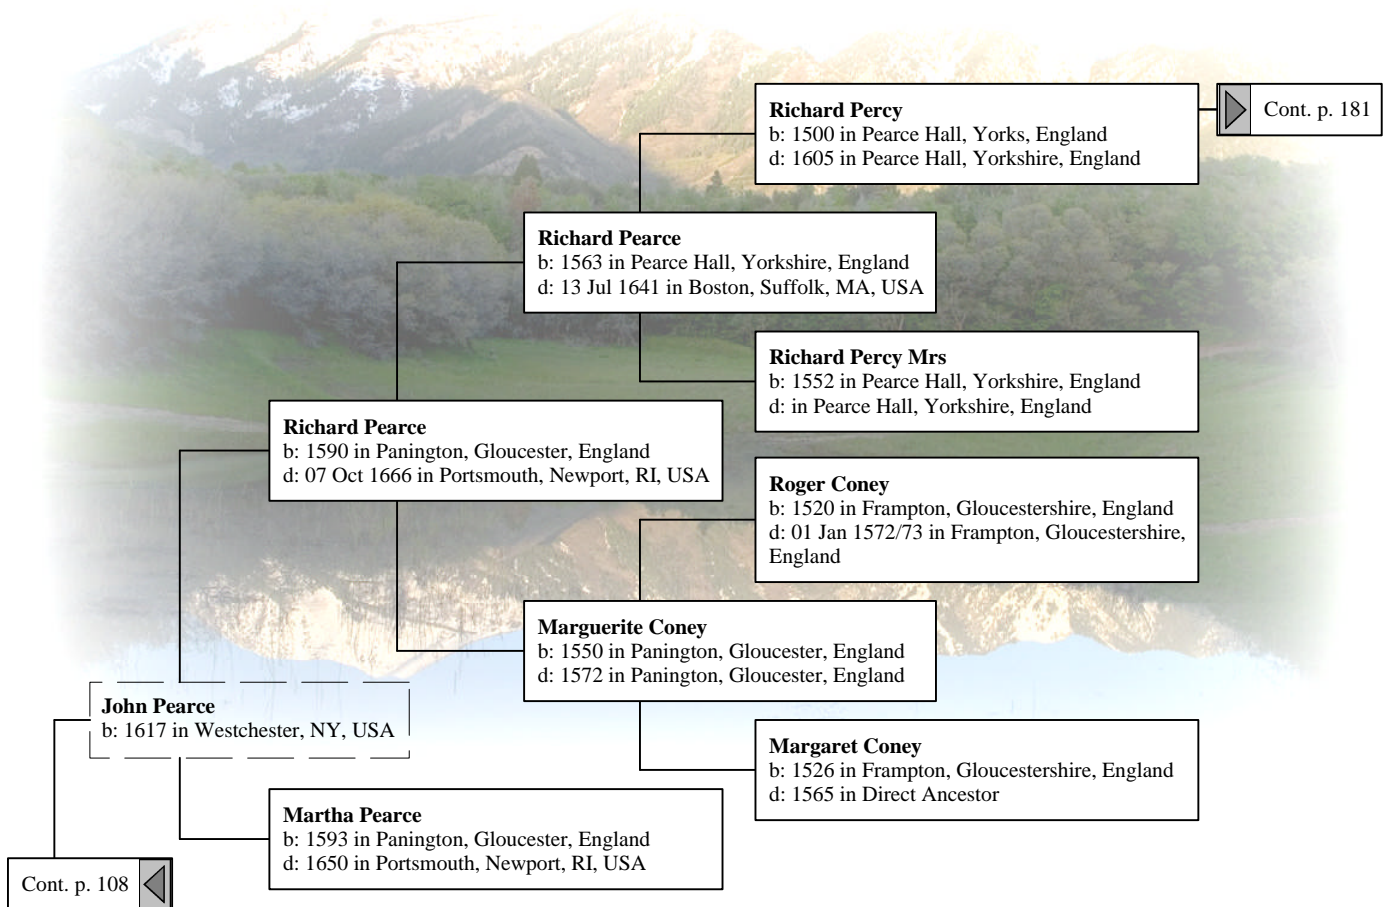 Richard Percy
b: 1500 in Pearce Hall, Yorks, England
d: 1605 in Pearce Hall, Yorkshire, England
Cont. p. 181
Richard Pearce
b: 1563 in Pearce Hall, Yorkshire, England
d: 13 Jul 1641 in Boston, Suffolk, MA, USA
Richard Percy Mrs
b: 1552 in Pearce Hall, Yorkshire, England
d: in Pearce Hall, Yorkshire, England
Richard Pearce
b: 1590 in Panington, Gloucester, England
d: 07 Oct 1666 in Portsmouth, Newport, RI, USA
Roger Coney
b: 1520 in Frampton, Gloucestershire, England
d: 01 Jan 1572/73 in Frampton, Gloucestershire,
England
Marguerite Coney
b: 1550 in Panington, Gloucester, England
d: 1572 in Panington, Gloucester, England
John Pearce
b: 1617 in Westchester, NY, USA
Margaret Coney
b: 1526 in Frampton, Gloucestershire, England
d: 1565 in Direct Ancestor
Martha Pearce
b: 1593 in Panington, Gloucester, England
d: 1650 in Portsmouth, Newport, RI, USA
Cont. p. 108